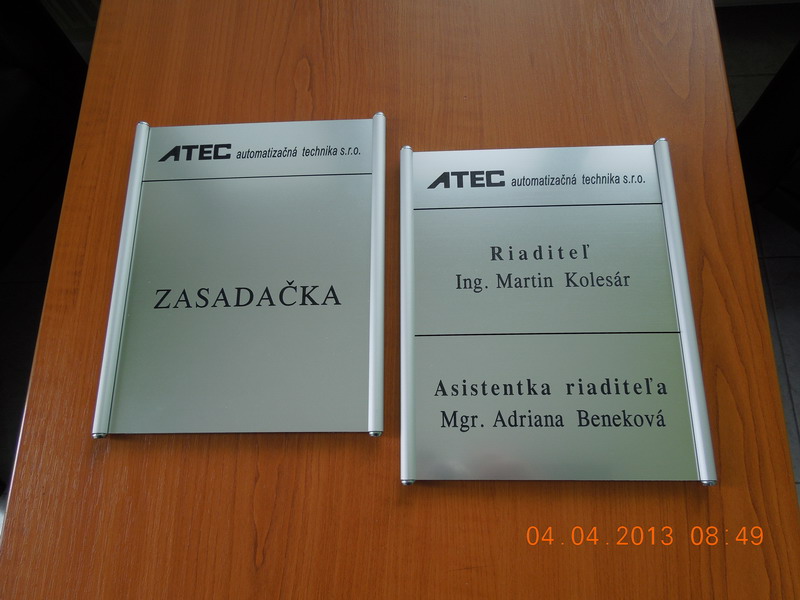 ATEC automatizačná technika s.r.o.
ZASADAČKA
ATEC automatizačná technika s.r.o.
Riaditeľ
Ing. Martin Kolesár
Asistentka riaditeľa
Mgr. Adriana Beneková
04.04.2013 08:49